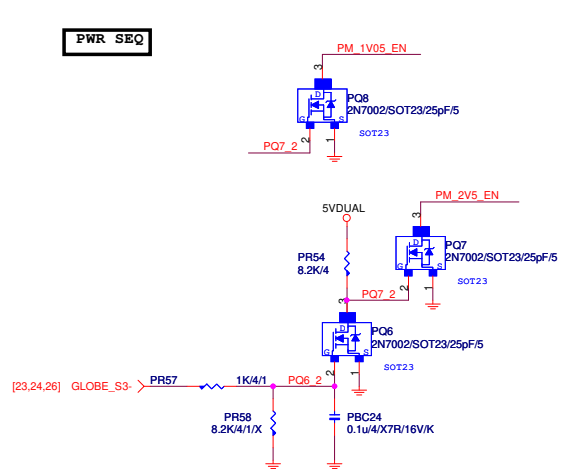 PWR SEQ
PM_1V05_EN
3
D
PQ8
2N7002/SOT23/25pF/5
G
S
SOT23
2
1
PQ7_2
PM_2V5_EN
5VDUAL
3
D
PQ7
2N7002/SOT23/25pF/5
G
S
PR54
8.2K/4
SOT23
2
1
PQ7_2
3
D
PQ6
2N7002/SOT23/25pF/5
G
S
SOT23
2
1
[23,24,26] GLOBE_S3- PR57 1K/4/1 PQ6_2
PR58
8.2K/4/1/X
PBC24
0.1u/4/X7R/16V/K